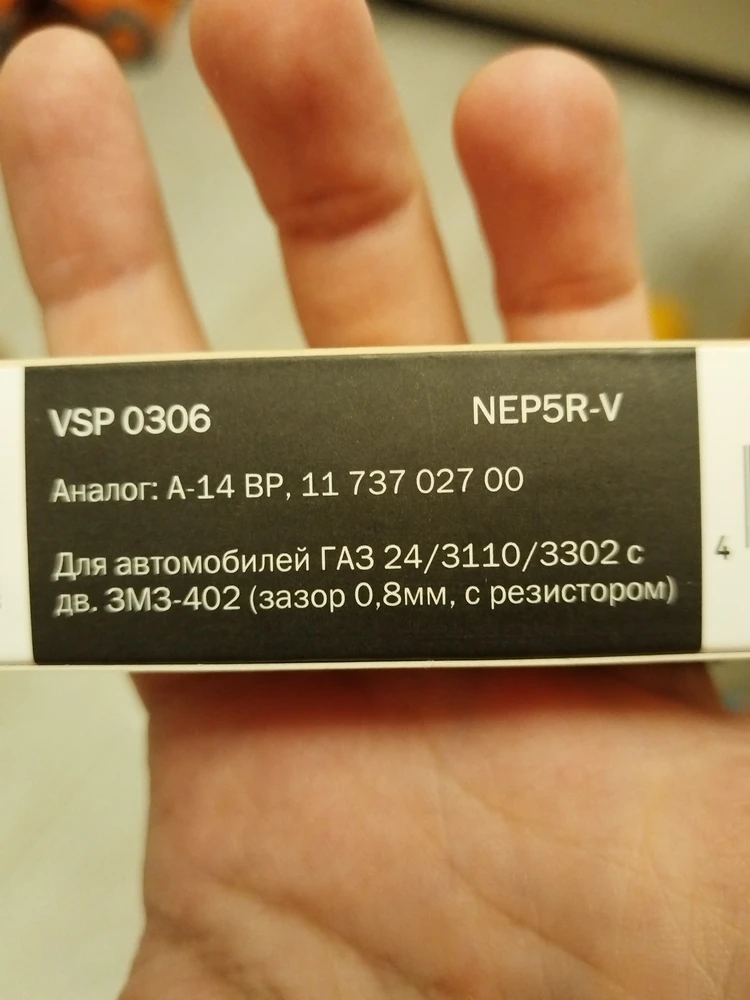 VSP 0306 NEP5R-V
Аналог: А-14 ВР, 11 737 027 00
Для автомобилей ГАЗ 24/3110/3302 с
дв. ЗМЗ-402 (зазор 0,8мм, с резистором)
4